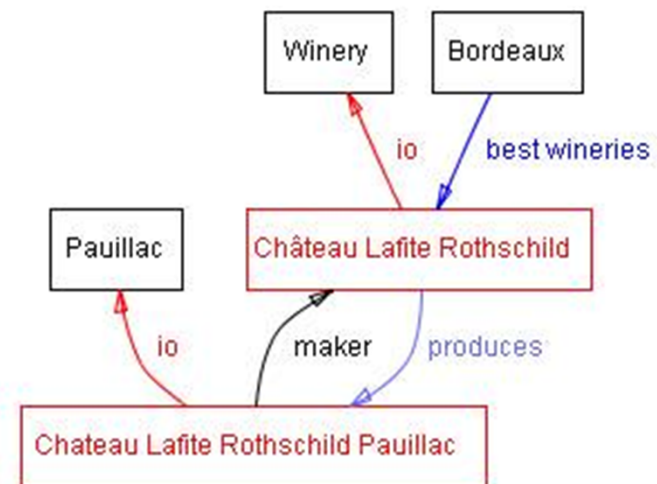 Winery
Bordeaux
io
best wineries
Pauillac
Château Lafite Rothschild
io
maker
produces
Chateau Lafite Rothschild Pauillac